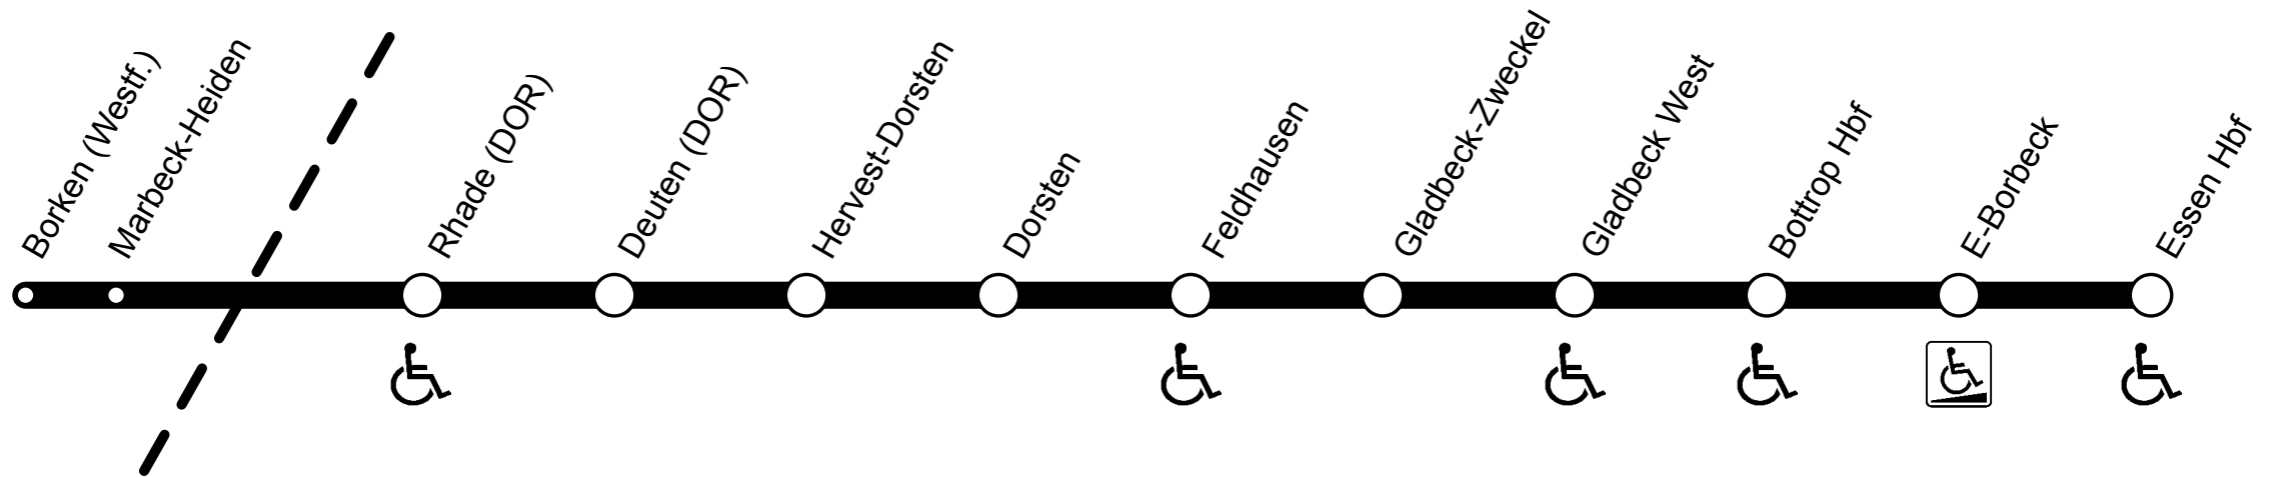 Borken (Westf.)
Marbeck-Heiden
Rhade (DOR)
Deuten (DOR)
Hervest-Dorsten
Dorsten
Feldhausen
Gladbeck-Zweckel
Gladbeck West
Bottrop Hbf
E-Borbeck
Essen Hbf